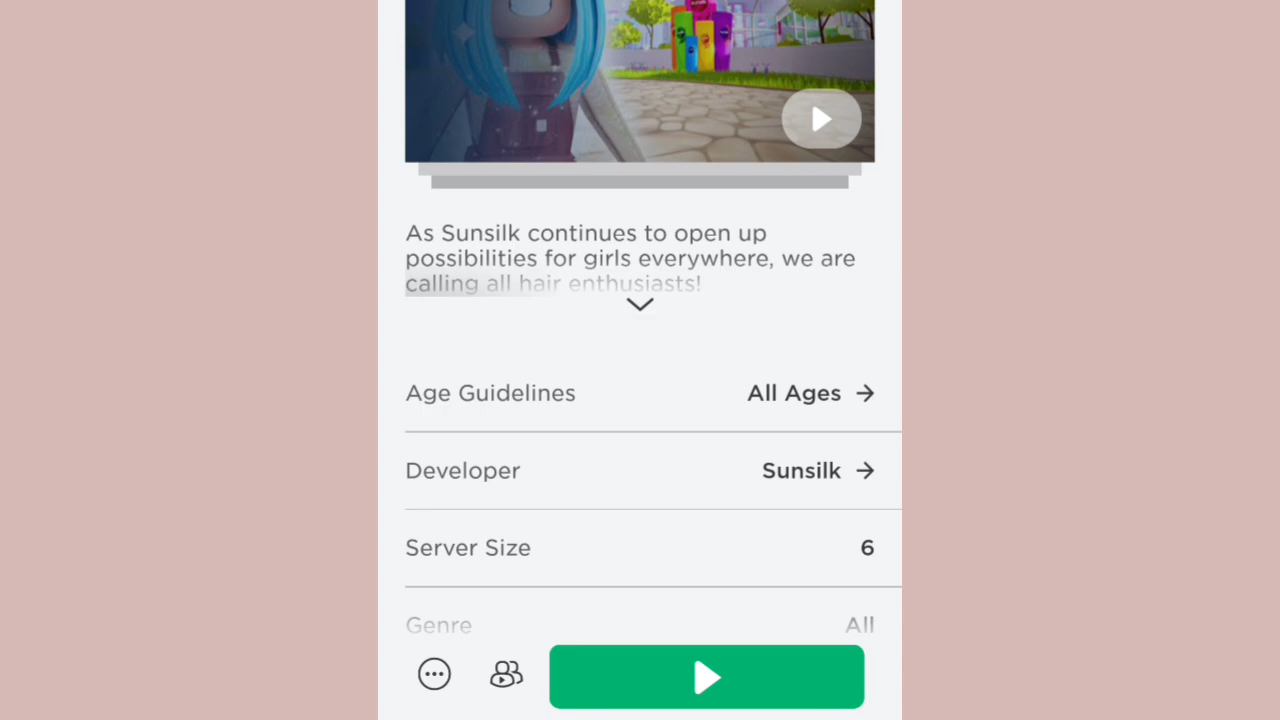 As Sunsilk continues to open up
possibilities for girls everywhere, we are
calling all hair enthusiasts!
Age Guidelines All Ages
Developer Sunsilk
Server Size 6
Genre All